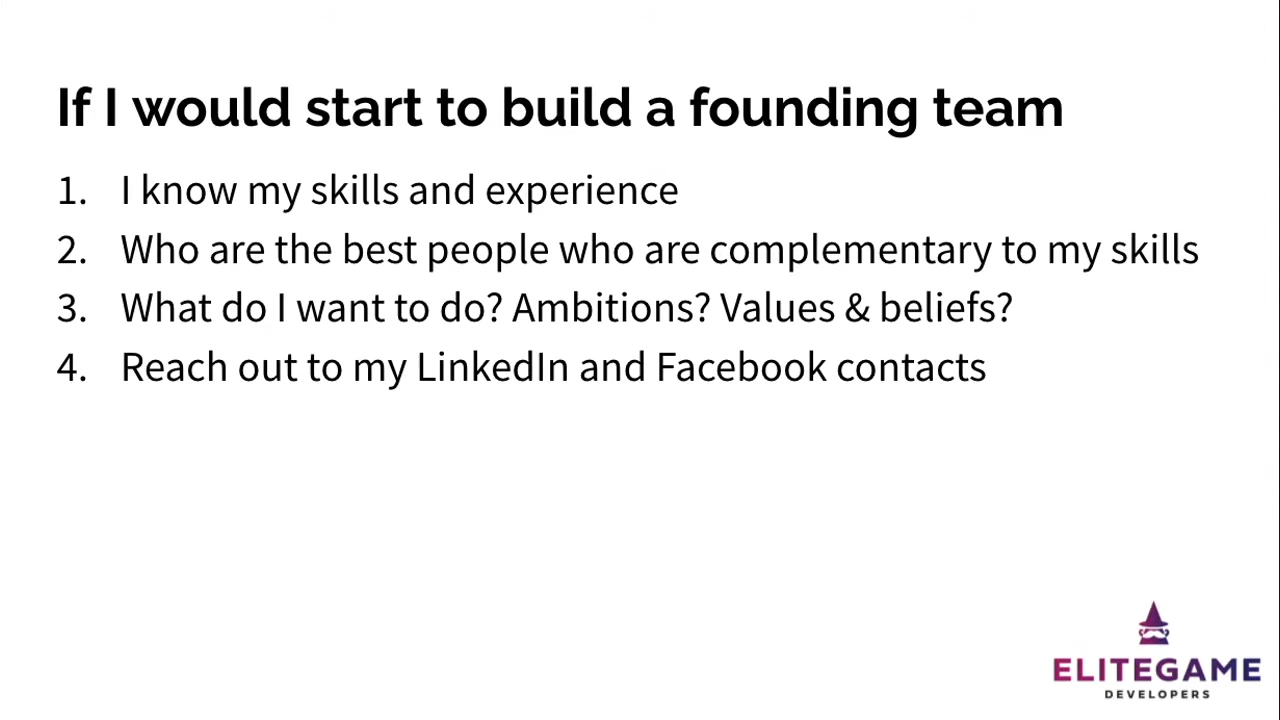 If I would start to build a founding team
1. I know my skills and experience
2. Who are the best people who are complementary to my skills
3. What do I want to do? Ambitions? Values & beliefs?
4. Reach out to my LinkedIn and Facebook contacts
ELITEGAME
DEVELOPERS